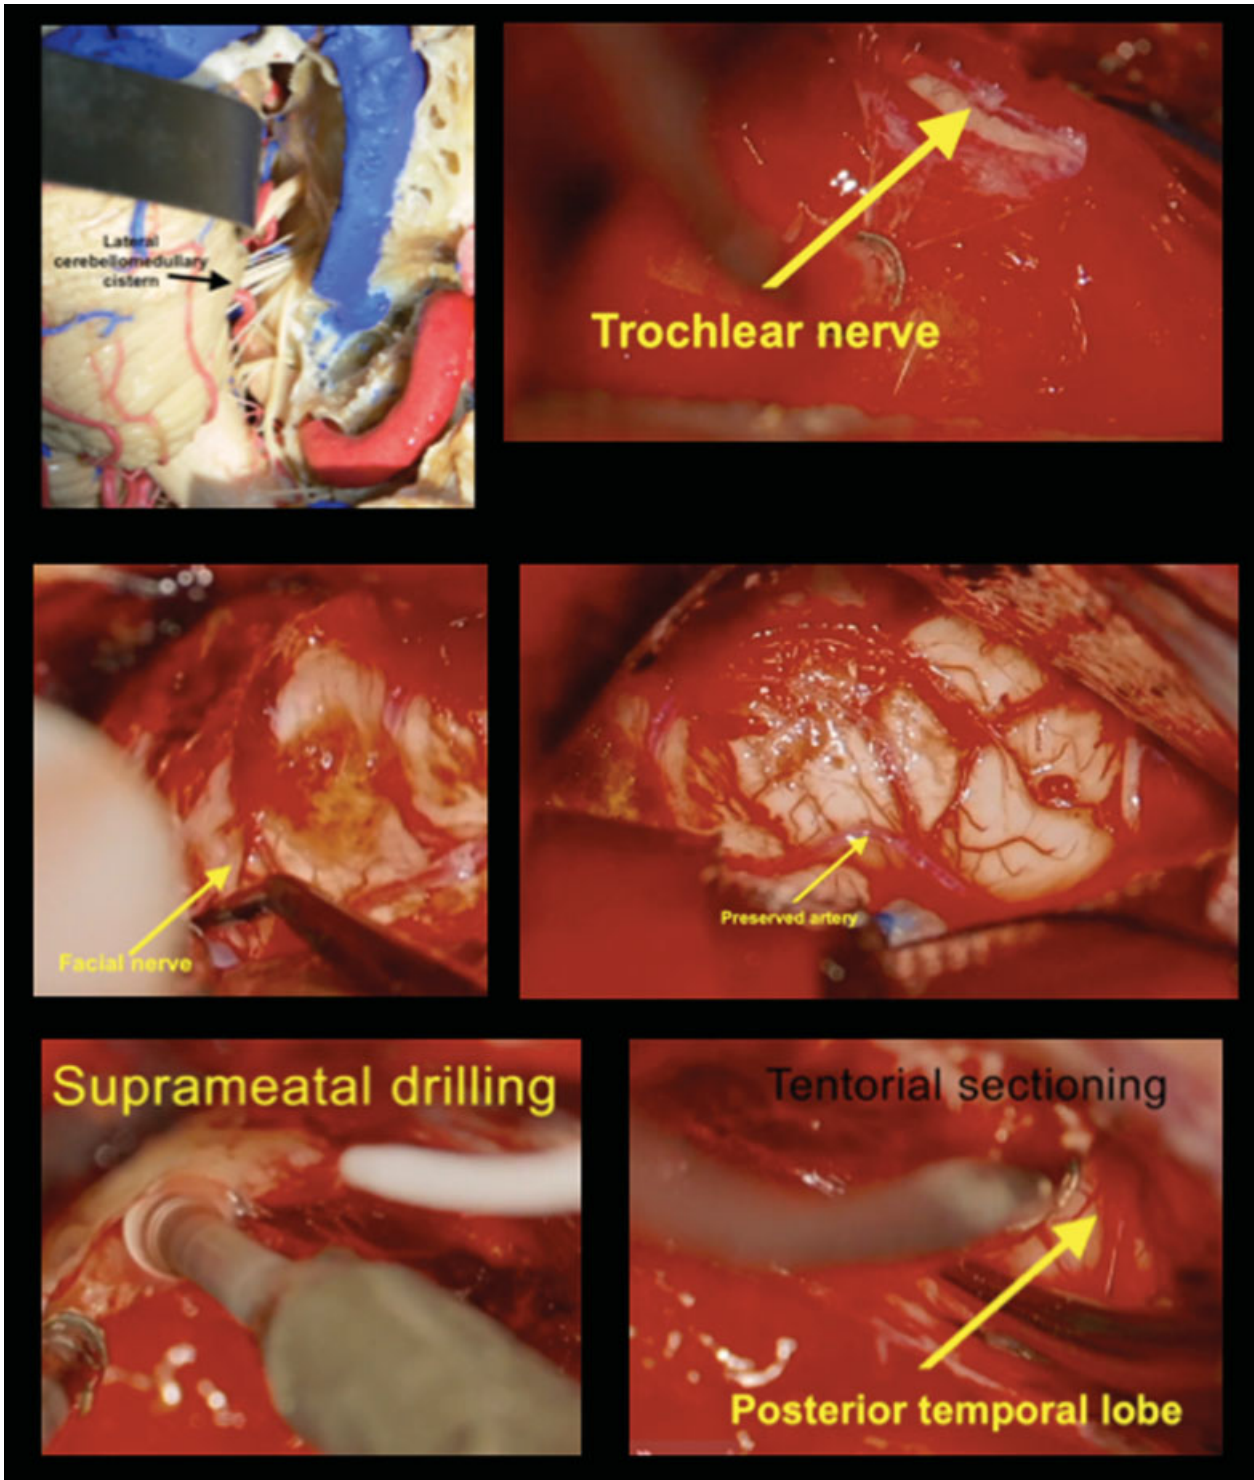 Lateral
cerebellomedullary
cistern
Trochlear nerve
Facial nerve
Preserved artery
Suprameatal drilling
Tentorial sectioning
Posterior temporal lobe